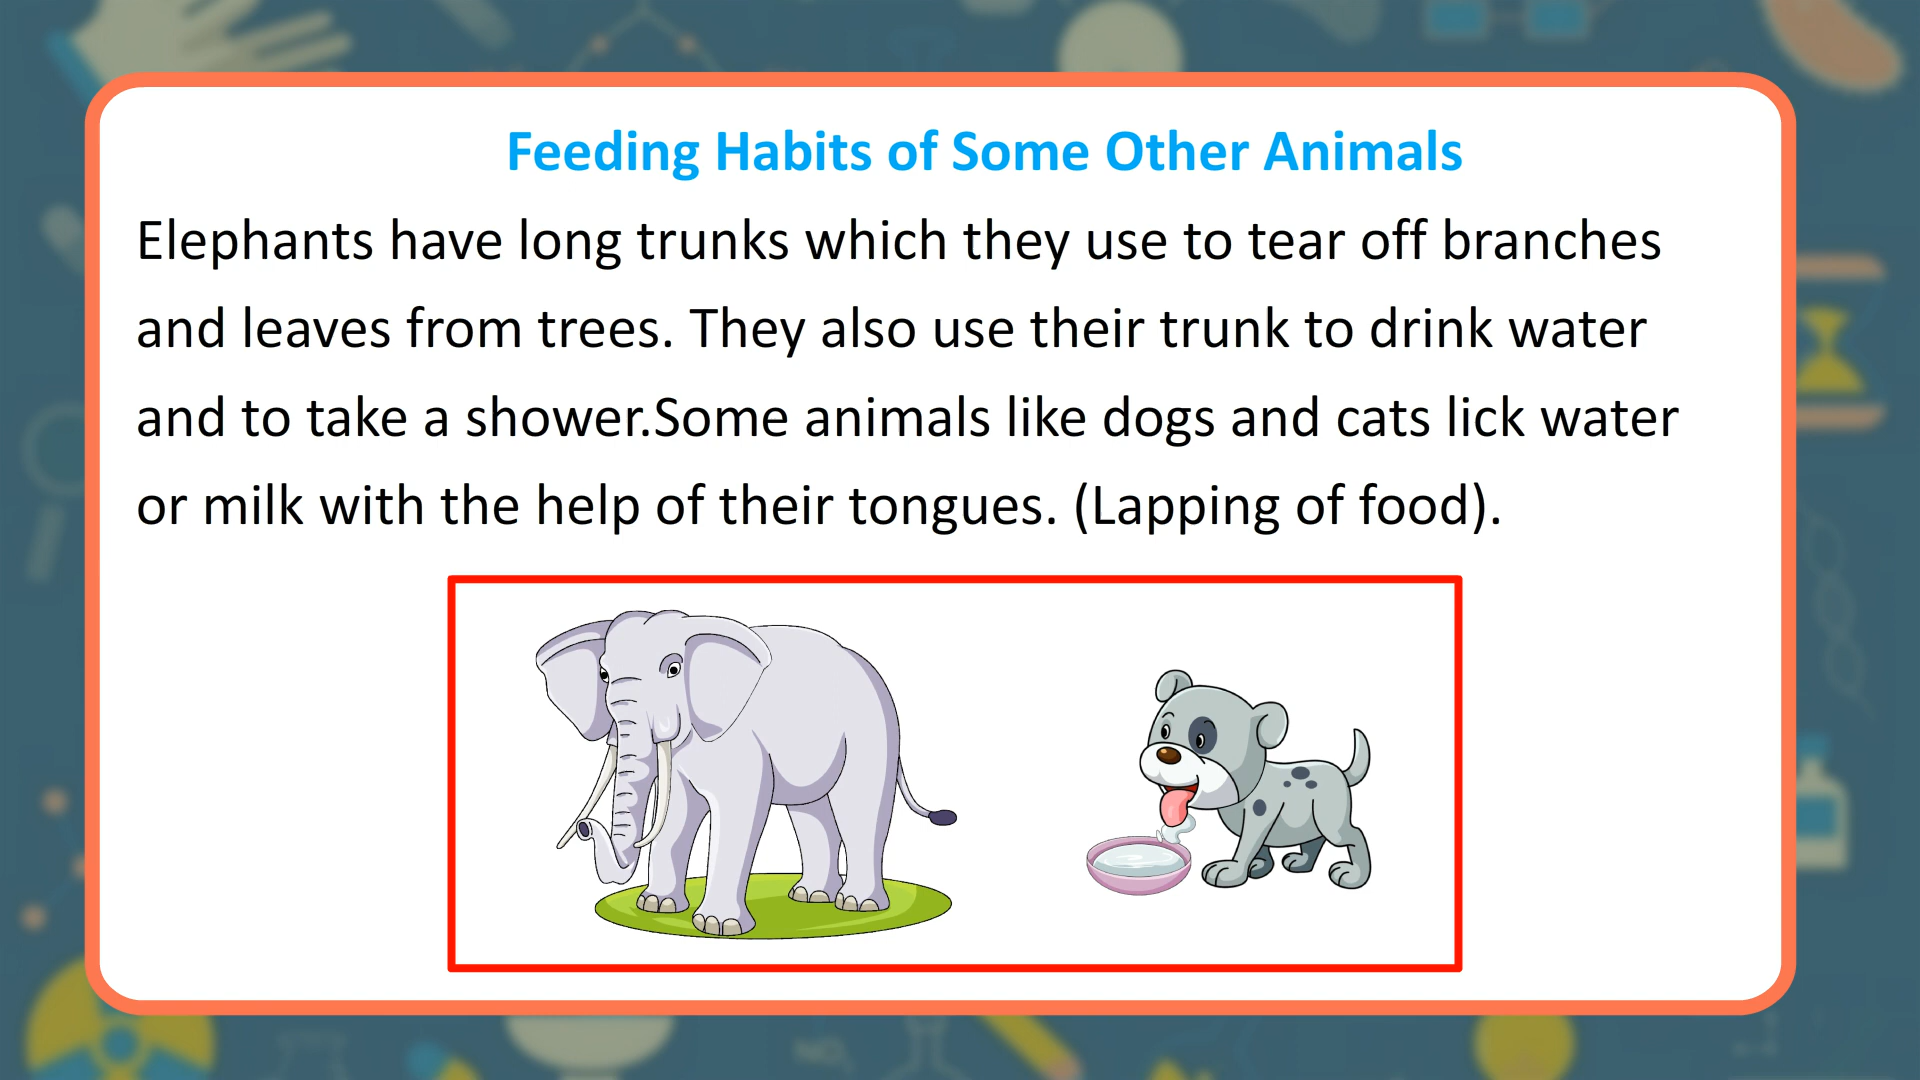 Feeding Habits of Some Other Animals
Elephants have long trunks which they use to tear off branches
and leaves from trees. They also use their trunk to drink water
and to take a shower.Some animals like dogs and cats lick water
or milk with the help of their tongues. (Lapping of food).
NO₂